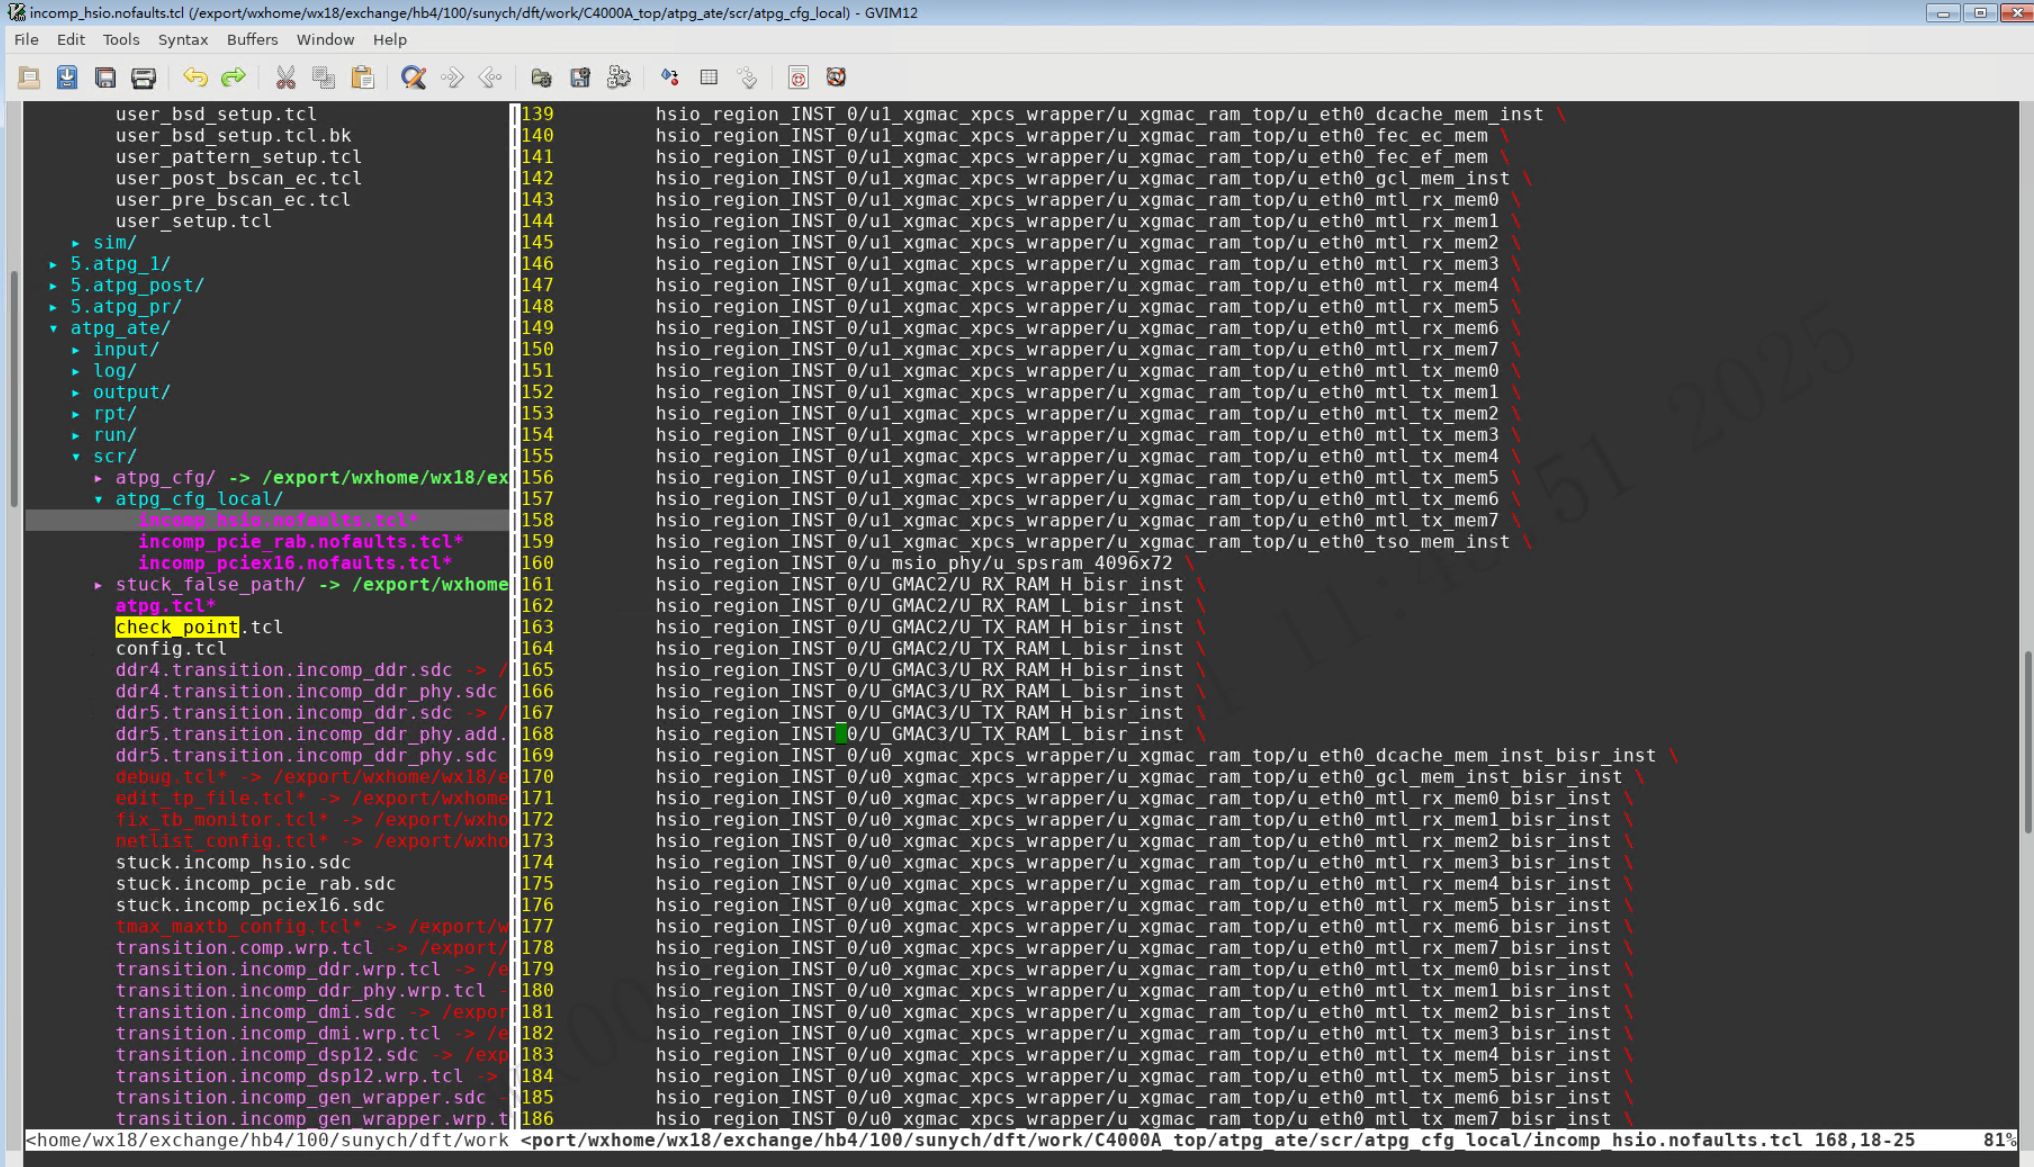 incomp_hsio.nofaults.tcl (/export/wxhome/wx18/exchange/hb4/100/sunych/dft/work/C4000A_top/atpg_ate/scr/atpg_cfg_local) - GVIM12
File Edit Tools Syntax Buffers Window Help
user_bsd_setup.tcl
user_bsd_setup.tcl.bk
user_pattern_setup.tcl
user_post_bscan_ec.tcl
user_pre_bscan_ec.tcl
user_setup.tcl
▸ sim/
▸ 5.atpg_1/
▸ 5.atpg_post/
▸ 5.atpg_pr/
▾ atpg_ate/
▸ input/
▸ log/
▸ output/
▸ rpt/
▸ run/
▾ scr/
▸ atpg_cfg/ -> /export/wxhome/wx18/ex
▾ atpg_cfg_local/
incomp_hsio.nofaults.tcl*
incomp_pcie_rab.nofaults.tcl*
incomp_pciex16.nofaults.tcl*
▸ stuck_false_path/ -> /export/wxhome
atpg.tcl*
check_point.tcl
config.tcl
ddr4.transition.incomp_ddr.sdc -> /
ddr4.transition.incomp_ddr_phy.sdc
ddr5.transition.incomp_ddr.sdc -> /
ddr5.transition.incomp_ddr_phy.add.
ddr5.transition.incomp_ddr_phy.sdc
debug.tcl* -> /export/wxhome/wx18/e
edit_tp_file.tcl* -> /export/wxhome
fix_tb_monitor.tcl* -> /export/wxho
netlist_config.tcl* -> /export/wxho
stuck.incomp_hsio.sdc
stuck.incomp_pcie_rab.sdc
stuck.incomp_pciex16.sdc
tmax_maxtb_config.tcl* -> /export/w
transition.comp.wrp.tcl -> /export/
transition.incomp_ddr.wrp.tcl -> /e
transition.incomp_ddr_phy.wrp.tcl -
transition.incomp_dmi.sdc -> /expor
transition.incomp_dmi.wrp.tcl -> /e
transition.incomp_dsp12.sdc -> /exp
transition.incomp_dsp12.wrp.tcl ->
transition.incomp_gen_wrapper.sdc -
transition.incomp_gen_wrapper.wrp.t
139 hsio_region_INST_0/u1_xgmac_xpcs_wrapper/u_xgmac_ram_top/u_eth0_dcache_mem_inst \
140 hsio_region_INST_0/u1_xgmac_xpcs_wrapper/u_xgmac_ram_top/u_eth0_fec_ec_mem \
141 hsio_region_INST_0/u1_xgmac_xpcs_wrapper/u_xgmac_ram_top/u_eth0_fec_ef_mem \
142 hsio_region_INST_0/u1_xgmac_xpcs_wrapper/u_xgmac_ram_top/u_eth0_gcl_mem_inst \
143 hsio_region_INST_0/u1_xgmac_xpcs_wrapper/u_xgmac_ram_top/u_eth0_mtl_rx_mem0 \
144 hsio_region_INST_0/u1_xgmac_xpcs_wrapper/u_xgmac_ram_top/u_eth0_mtl_rx_mem1 \
145 hsio_region_INST_0/u1_xgmac_xpcs_wrapper/u_xgmac_ram_top/u_eth0_mtl_rx_mem2 \
146 hsio_region_INST_0/u1_xgmac_xpcs_wrapper/u_xgmac_ram_top/u_eth0_mtl_rx_mem3 \
147 hsio_region_INST_0/u1_xgmac_xpcs_wrapper/u_xgmac_ram_top/u_eth0_mtl_rx_mem4 \
148 hsio_region_INST_0/u1_xgmac_xpcs_wrapper/u_xgmac_ram_top/u_eth0_mtl_rx_mem5 \
149 hsio_region_INST_0/u1_xgmac_xpcs_wrapper/u_xgmac_ram_top/u_eth0_mtl_rx_mem6 \
150 hsio_region_INST_0/u1_xgmac_xpcs_wrapper/u_xgmac_ram_top/u_eth0_mtl_rx_mem7 \
151 hsio_region_INST_0/u1_xgmac_xpcs_wrapper/u_xgmac_ram_top/u_eth0_mtl_tx_mem0 \
152 hsio_region_INST_0/u1_xgmac_xpcs_wrapper/u_xgmac_ram_top/u_eth0_mtl_tx_mem1 \
153 hsio_region_INST_0/u1_xgmac_xpcs_wrapper/u_xgmac_ram_top/u_eth0_mtl_tx_mem2 \
154 hsio_region_INST_0/u1_xgmac_xpcs_wrapper/u_xgmac_ram_top/u_eth0_mtl_tx_mem3 \
155 hsio_region_INST_0/u1_xgmac_xpcs_wrapper/u_xgmac_ram_top/u_eth0_mtl_tx_mem4 \
156 hsio_region_INST_0/u1_xgmac_xpcs_wrapper/u_xgmac_ram_top/u_eth0_mtl_tx_mem5 \
157 hsio_region_INST_0/u1_xgmac_xpcs_wrapper/u_xgmac_ram_top/u_eth0_mtl_tx_mem6 \
158 hsio_region_INST_0/u1_xgmac_xpcs_wrapper/u_xgmac_ram_top/u_eth0_mtl_tx_mem7 \
159 hsio_region_INST_0/u1_xgmac_xpcs_wrapper/u_xgmac_ram_top/u_eth0_tso_mem_inst \
160 hsio_region_INST_0/u_msio_phy/u_spsram_4096x72 \
161 hsio_region_INST_0/U_GMAC2/U_RX_RAM_H_bisr_inst \
162 hsio_region_INST_0/U_GMAC2/U_RX_RAM_L_bisr_inst \
163 hsio_region_INST_0/U_GMAC2/U_TX_RAM_H_bisr_inst \
164 hsio_region_INST_0/U_GMAC2/U_TX_RAM_L_bisr_inst \
165 hsio_region_INST_0/U_GMAC3/U_RX_RAM_H_bisr_inst \
166 hsio_region_INST_0/U_GMAC3/U_RX_RAM_L_bisr_inst \
167 hsio_region_INST_0/U_GMAC3/U_TX_RAM_H_bisr_inst \
168 hsio_region_INST_0/U_GMAC3/U_TX_RAM_L_bisr_inst \
169 hsio_region_INST_0/u0_xgmac_xpcs_wrapper/u_xgmac_ram_top/u_eth0_dcache_mem_inst_bisr_inst \
170 hsio_region_INST_0/u0_xgmac_xpcs_wrapper/u_xgmac_ram_top/u_eth0_gcl_mem_inst_bisr_inst \
171 hsio_region_INST_0/u0_xgmac_xpcs_wrapper/u_xgmac_ram_top/u_eth0_mtl_rx_mem0_bisr_inst \
172 hsio_region_INST_0/u0_xgmac_xpcs_wrapper/u_xgmac_ram_top/u_eth0_mtl_rx_mem1_bisr_inst \
173 hsio_region_INST_0/u0_xgmac_xpcs_wrapper/u_xgmac_ram_top/u_eth0_mtl_rx_mem2_bisr_inst \
174 hsio_region_INST_0/u0_xgmac_xpcs_wrapper/u_xgmac_ram_top/u_eth0_mtl_rx_mem3_bisr_inst \
175 hsio_region_INST_0/u0_xgmac_xpcs_wrapper/u_xgmac_ram_top/u_eth0_mtl_rx_mem4_bisr_inst \
176 hsio_region_INST_0/u0_xgmac_xpcs_wrapper/u_xgmac_ram_top/u_eth0_mtl_rx_mem5_bisr_inst \
177 hsio_region_INST_0/u0_xgmac_xpcs_wrapper/u_xgmac_ram_top/u_eth0_mtl_rx_mem6_bisr_inst \
178 hsio_region_INST_0/u0_xgmac_xpcs_wrapper/u_xgmac_ram_top/u_eth0_mtl_rx_mem7_bisr_inst \
179 hsio_region_INST_0/u0_xgmac_xpcs_wrapper/u_xgmac_ram_top/u_eth0_mtl_tx_mem0_bisr_inst \
180 hsio_region_INST_0/u0_xgmac_xpcs_wrapper/u_xgmac_ram_top/u_eth0_mtl_tx_mem1_bisr_inst \
181 hsio_region_INST_0/u0_xgmac_xpcs_wrapper/u_xgmac_ram_top/u_eth0_mtl_tx_mem2_bisr_inst \
182 hsio_region_INST_0/u0_xgmac_xpcs_wrapper/u_xgmac_ram_top/u_eth0_mtl_tx_mem3_bisr_inst \
183 hsio_region_INST_0/u0_xgmac_xpcs_wrapper/u_xgmac_ram_top/u_eth0_mtl_tx_mem4_bisr_inst \
184 hsio_region_INST_0/u0_xgmac_xpcs_wrapper/u_xgmac_ram_top/u_eth0_mtl_tx_mem5_bisr_inst \
185 hsio_region_INST_0/u0_xgmac_xpcs_wrapper/u_xgmac_ram_top/u_eth0_mtl_tx_mem6_bisr_inst \
186 hsio_region_INST_0/u0_xgmac_xpcs_wrapper/u_xgmac_ram_top/u_eth0_mtl_tx_mem7_bisr_inst \
<home/wx18/exchange/hb4/100/sunych/dft/work <port/wxhome/wx18/exchange/hb4/100/sunych/dft/work/C4000A_top/atpg_ate/scr/atpg_cfg_local/incomp_hsio.nofaults.tcl 168,18-25 81%
2025